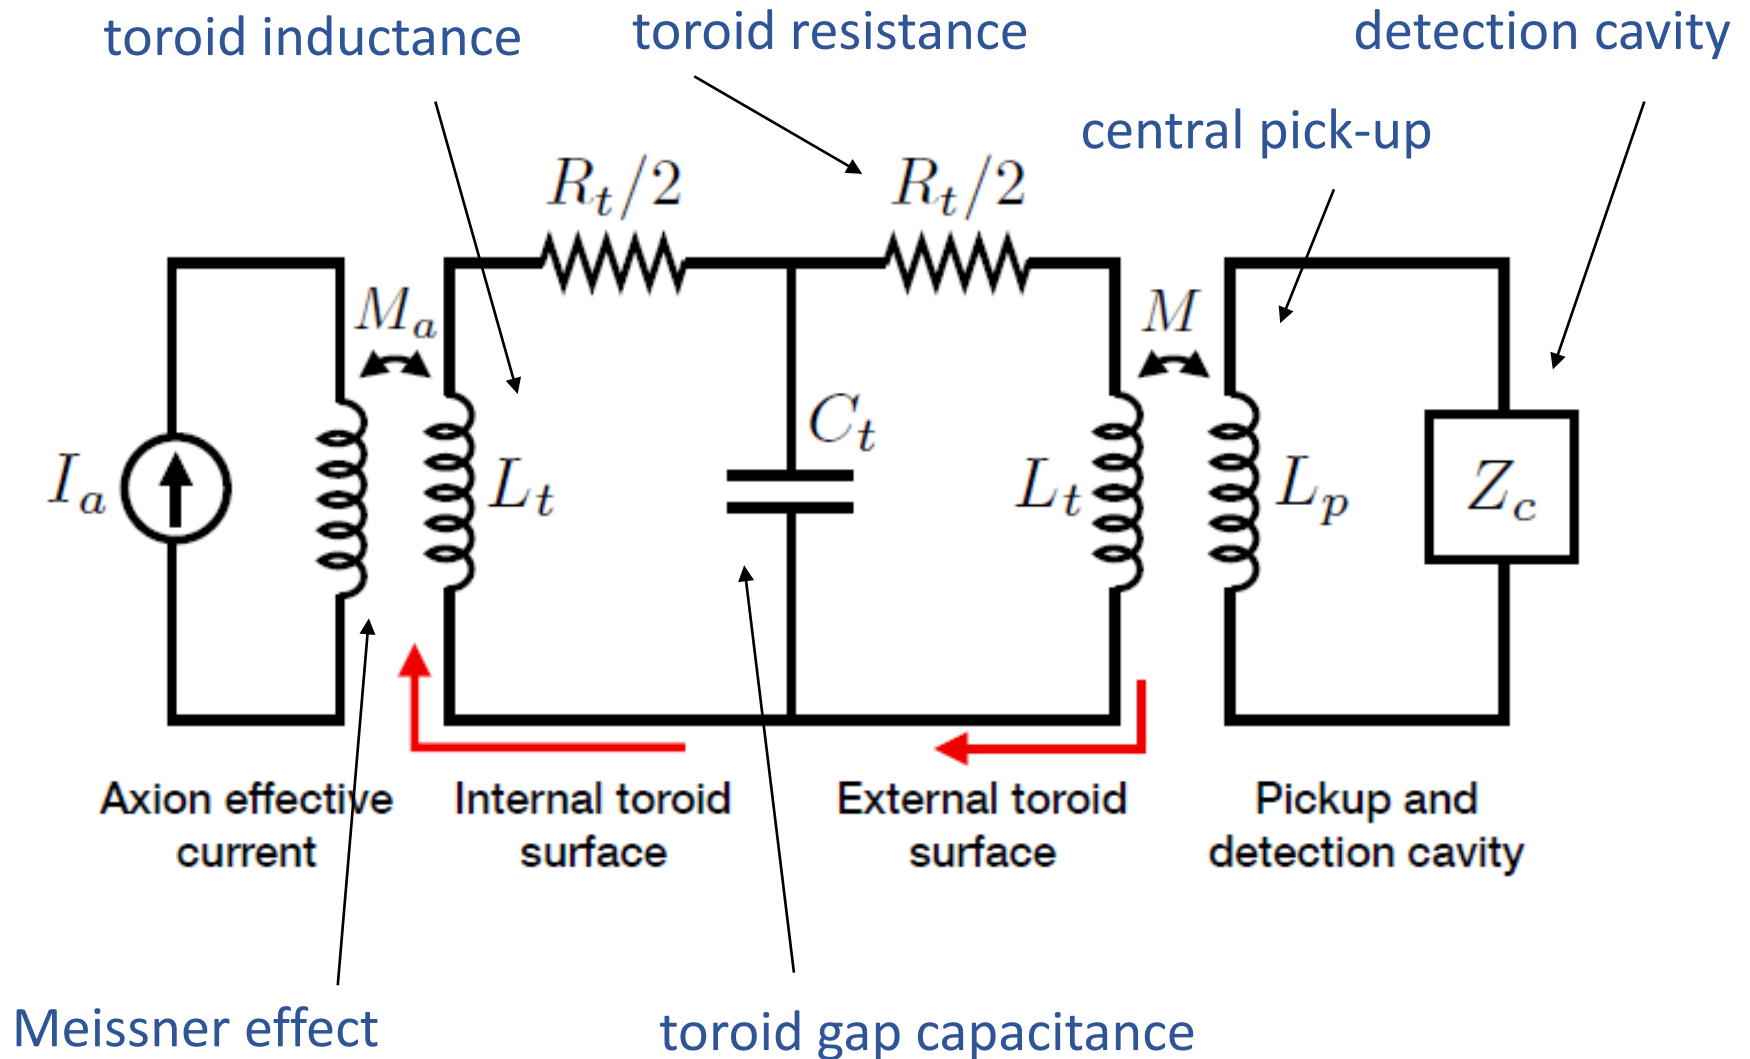 toroid inductance
toroid resistance
detection cavity
central pick-up
R_t/2
R_t/2
M_a
M
C_t
I_a
L_t
L_t
L_p
Z_c
Axion effective
current
Internal toroid
surface
External toroid
surface
Pickup and
detection cavity
Meissner effect
toroid gap capacitance